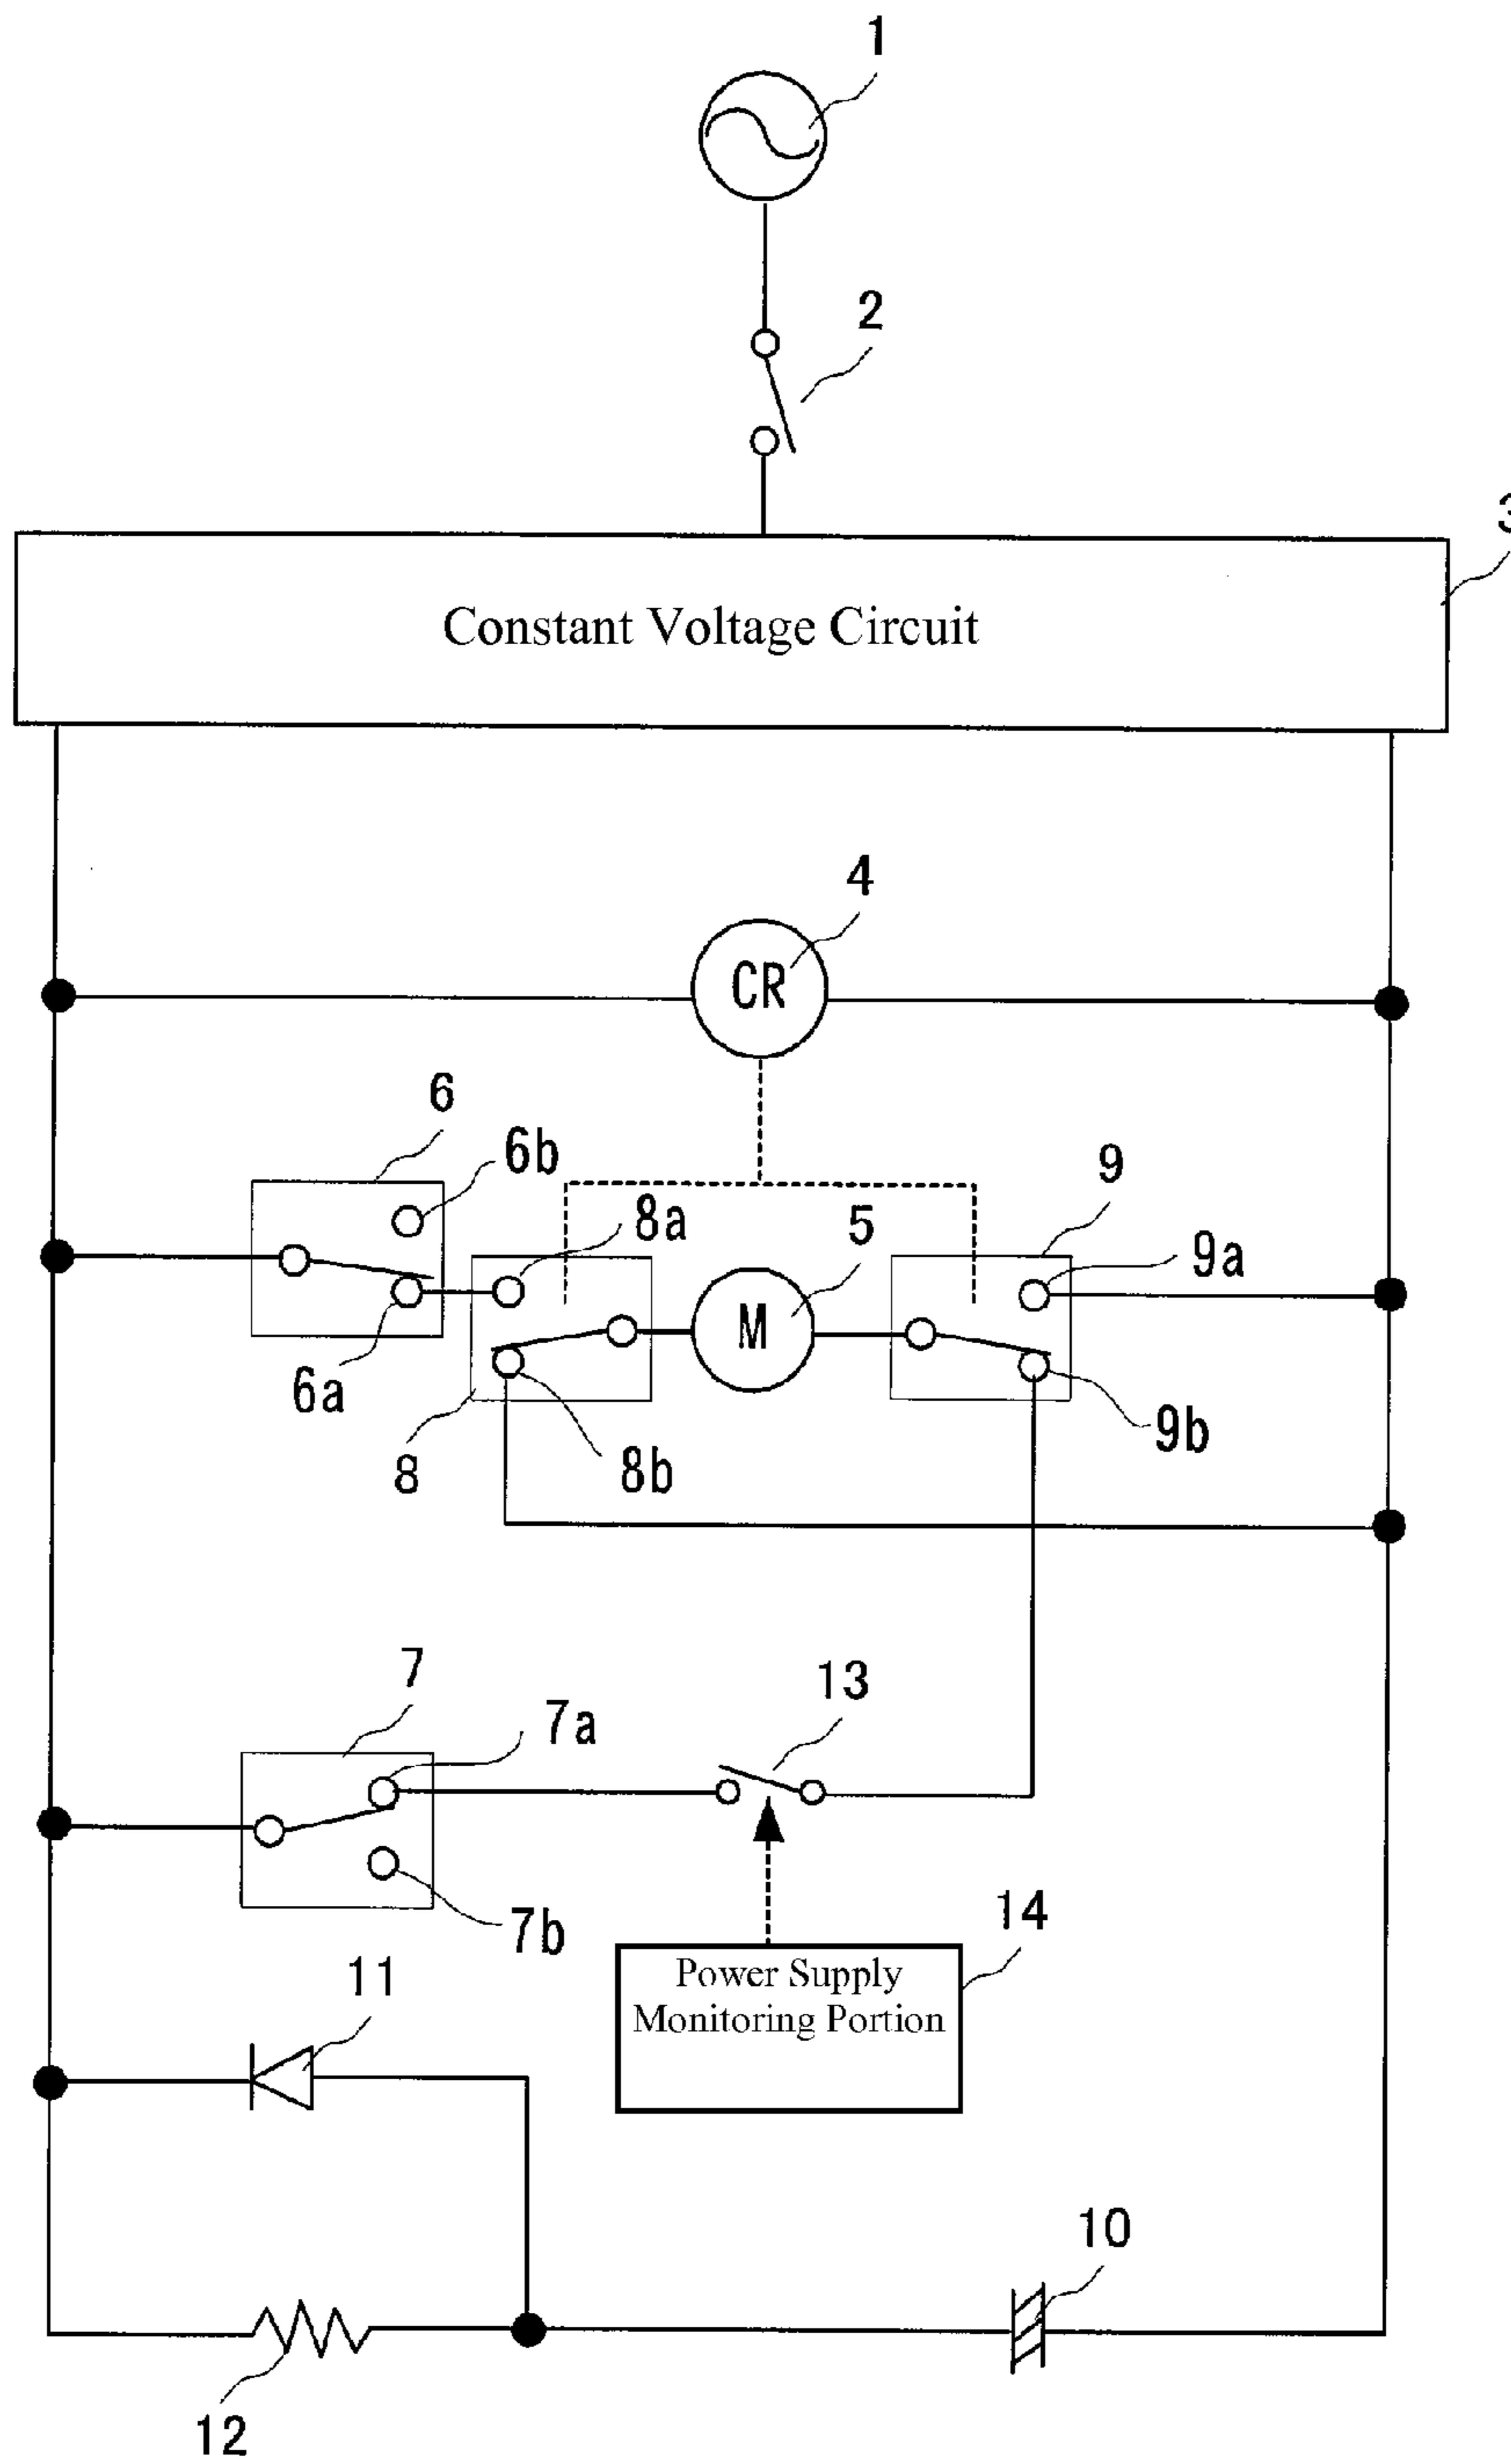 1
2
3
Constant Voltage Circuit
4
CR
6
6b
9
8a
5
9a
M
6a
9b
8
8b
7
13
7a
14
7b
Power Supply
Monitoring Portion
11
10
12